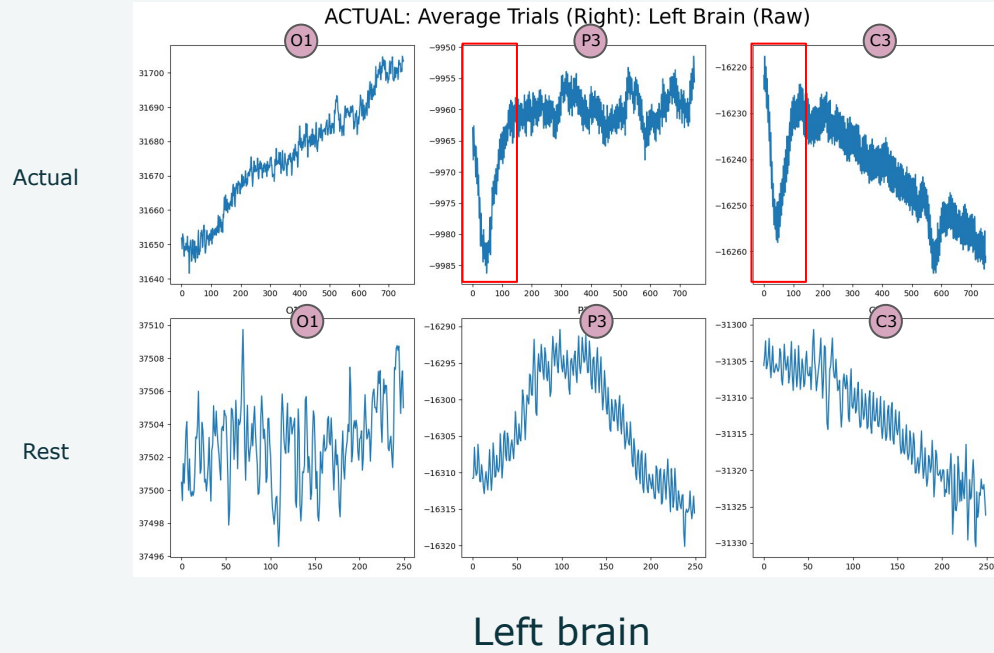 ACTUAL: Average Trials (Right): Left Brain (Raw)
O1
P3
C3
Actual
31700
31690
31680
31670
31660
31650
31640
0 100 200 300 400 500 600 700
−9950
−9955
−9960
−9965
−9970
−9975
−9980
−9985
0 100 200 300 400 500 600 700
−16220
−16230
−16240
−16250
−16260
0 100 200 300 400 500 600 700
O1
P3
C3
Rest
37510
37508
37506
37504
37502
37500
37498
37496
0 50 100 150 200 250
−16290
−16295
−16300
−16305
−16310
−16315
−16320
0 50 100 150 200 250
−31300
−31305
−31310
−31315
−31320
−31325
−31330
0 50 100 150 200 250
Left brain